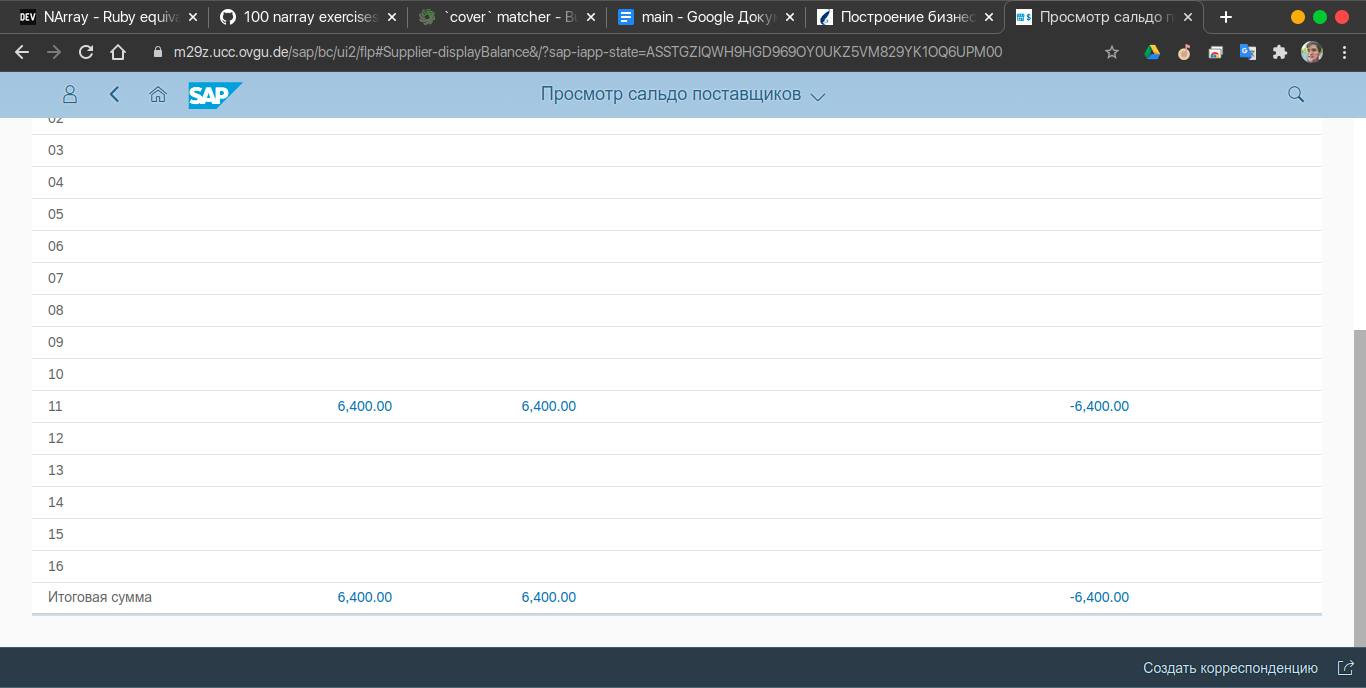 DEV NArray - Ruby equiva
100 narray exercises
`cover` matcher - Bu
main - Google Доку
Построение бизнес
Просмотр сальдо п
m29z.ucc.ovgu.de/sap/bc/ui2/flp#Supplier-displayBalance&/?sap-iapp-state=ASSTGZIQWH9HGD969OY0UKZ5VM829YK1OQ6UPM00
SAP Просмотр сальдо поставщиков
02
03
04
05
06
07
08
09
10
11 6,400.00 6,400.00 -6,400.00
12
13
14
15
16
Итоговая сумма 6,400.00 6,400.00 -6,400.00
Создать корреспонденцию